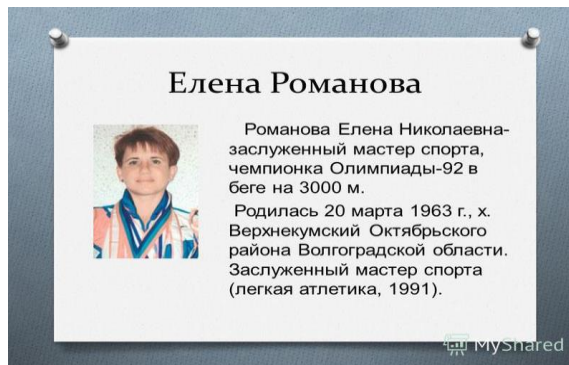 Елена Романова
Романова Елена Николаевна-
заслуженный мастер спорта,
чемпионка Олимпиады-92 в
беге на 3000 м.
Родилась 20 марта 1963 г., х.
Верхнекумский Октябрьского
района Волгоградской области.
Заслуженный мастер спорта
(легкая атлетика, 1991).
MyShared